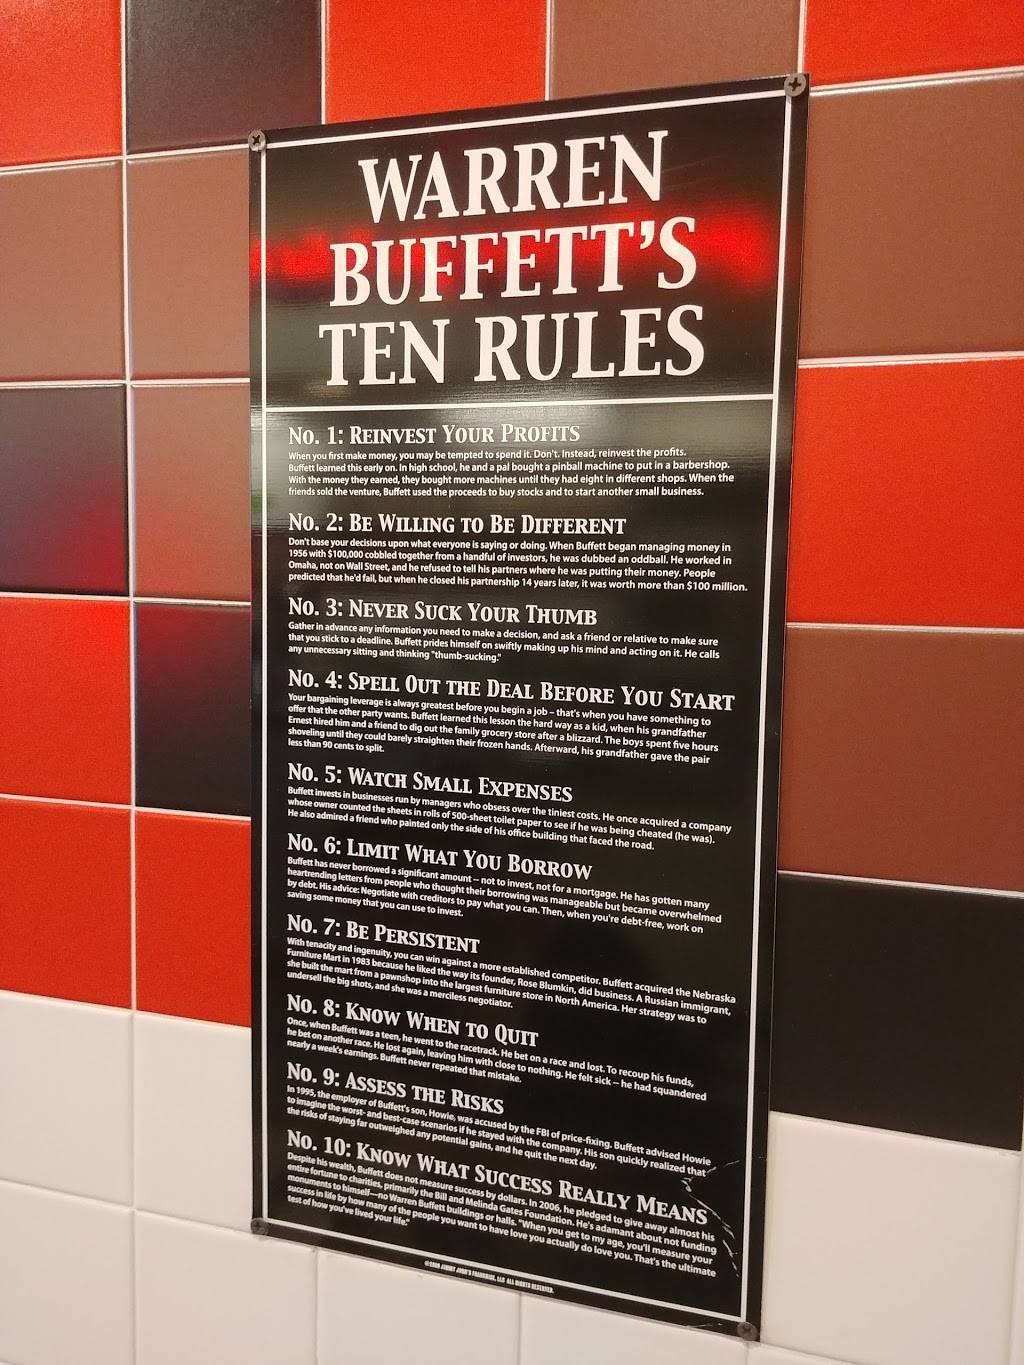 WARREN
BUFFETT'S
TEN RULES
No. 1: Reinvest Your Profits
When you first make money, you may be tempted to spend it. Don't. Instead, reinvest the profits.
Buffett learned this early on. In high school, he and a pal bought a pinball machine to put in a barbershop.
With the money they earned, they bought more machines until they had eight in different shops. When the
friends sold the venture, Buffett used the proceeds to buy stocks and to start another small business.
No. 2: Be Willing to Be Different
Don't base your decisions upon what everyone is saying or doing. When Buffett began managing money in
1956 with $100,000 cobbled together from a handful of investors, he was dubbed an oddball. He worked in
Omaha, not on Wall Street, and he refused to tell his partners where he was putting their money. People
predicted that he'd fail, but when he closed his partnership 14 years later, it was worth more than $100 million.
No. 3: Never Suck Your Thumb
Gather in advance any information you need to make a decision, and ask a friend or relative to make sure
that you stick to a deadline. Buffett prides himself on swiftly making up his mind and acting on it. He calls
any unnecessary sitting and thinking "thumb-sucking."
No. 4: Spell Out the Deal Before You Start
Your bargaining leverage is always greatest before you begin a job – that's when you have something to
offer that the other party wants. Buffett learned this lesson the hard way as a kid, when his grandfather
Ernest hired him and a friend to dig out the family grocery store after a blizzard. The boys spent five hours
shoveling until they could barely straighten their frozen hands. Afterward, his grandfather gave the pair
less than 90 cents to split.
No. 5: Watch Small Expenses
Buffett invests in businesses run by managers who obsess over the tiniest costs. He once acquired a company
whose owner counted the sheets in rolls of 500-sheet toilet paper to see if he was being cheated (he was).
He also admired a friend who painted only the side of his office building that faced the road.
No. 6: Limit What You Borrow
Buffett has never borrowed a significant amount – not to invest, not for a mortgage. He has gotten many
heartrending letters from people who thought their borrowing was manageable but became overwhelmed
by debt. His advice: Negotiate with creditors to pay what you can. Then, when you're debt-free, work on
saving some money that you can use to invest.
No. 7: Be Persistent
With tenacity and ingenuity, you can win against a more established competitor. Buffett acquired the Nebraska
Furniture Mart in 1983 because he liked the way its founder, Rose Blumkin, did business. A Russian immigrant,
she built the mart from a pawnshop into the largest furniture store in North America. Her strategy was to
undersell the big shots, and she was a merciless negotiator.
No. 8: Know When to Quit
Once, when Buffett was a teen, he went to the racetrack. He bet on a race and lost. To recoup his funds,
he bet on another race. He lost again, leaving him with close to nothing. He felt sick – he had squandered
nearly a week's earnings. Buffett never repeated that mistake.
No. 9: Assess the Risks
In 1995, the employer of Buffett's son, Howie, was accused by the FBI of price-fixing. Buffett advised Howie
to imagine the worst- and best-case scenarios if he stayed with the company. His son quickly realized that
the risks of staying far outweighed any potential gains, and he quit the next day.
No. 10: Know What Success Really Means
Despite his wealth, Buffett does not measure success by dollars. In 2006, he pledged to give away almost his
entire fortune to charities, primarily the Bill and Melinda Gates Foundation. He's adamant about not funding
monuments to himself—no Warren Buffett buildings or halls. "When you get to my age, you'll measure your
success in life by how many of the people you want to have love you actually do love you. That's the ultimate
test of how you've lived your life."
JIMMY JOHN'S FRANCHISE, LLC ALL RIGHTS RESERVED.